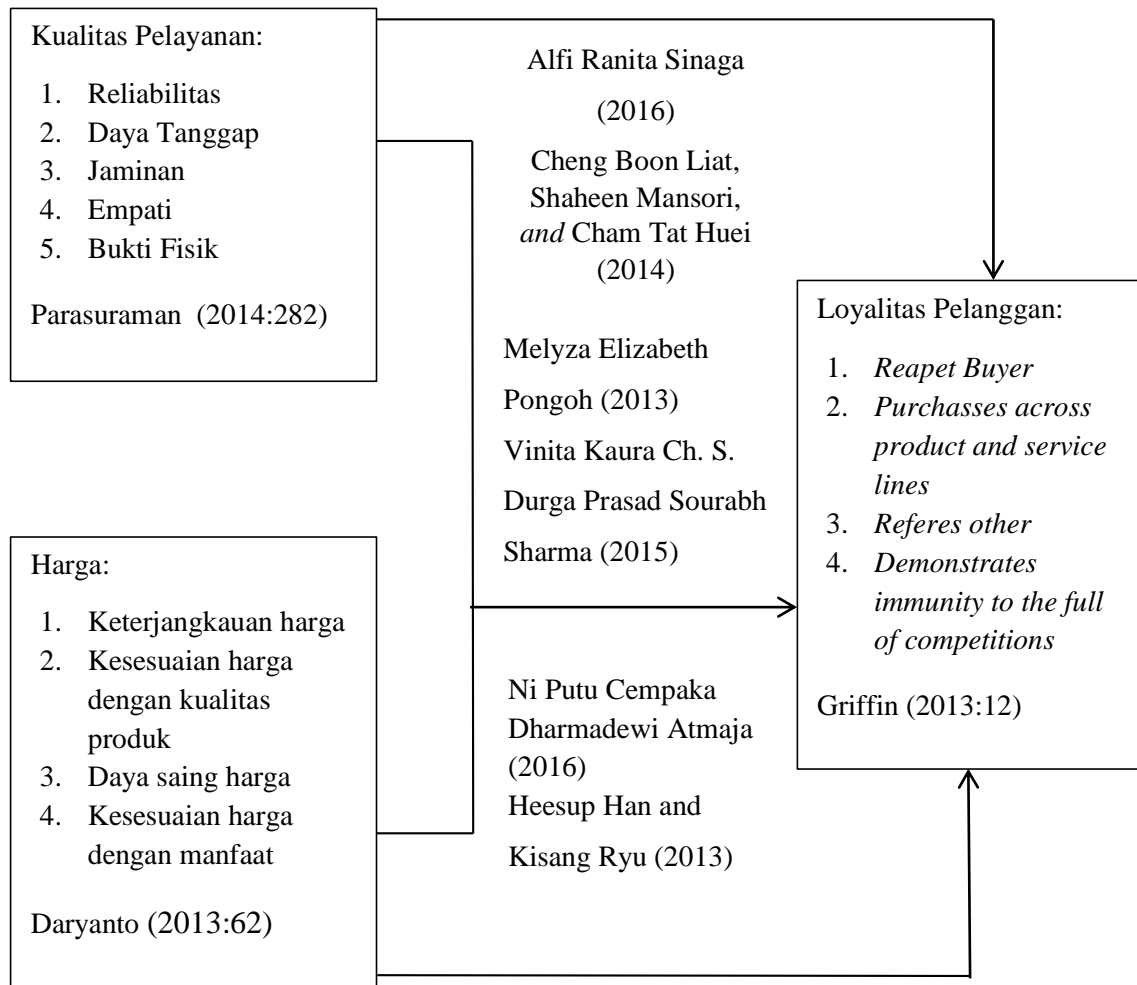 Kualitas Pelayanan:
1. Reliabilitas
2. Daya Tanggap
3. Jaminan
4. Empati
5. Bukti Fisik
Parasuraman (2014:282)
Alfi Ranita Sinaga
(2016)
Cheng Boon Liat,
Shaheen Mansori,
and Cham Tat Huei
(2014)
Melyza Elizabeth
Pongoh (2013)
Vinita Kaura Ch. S.
Durga Prasad Sourabh
Sharma (2015)
Harga:
1. Keterjangkauan harga
2. Kesesuaian harga
dengan kualitas
produk
3. Daya saing harga
4. Kesesuaian harga
dengan manfaat
Daryanto (2013:62)
Ni Putu Cempaka
Dharmadewi Atmaja
(2016)
Heesup Han and
Kisang Ryu (2013)
Loyalitas Pelanggan:
1. Reapet Buyer
2. Purchasses across
product and service
lines
3. Referes other
4. Demonstrates
immunity to the full
of competitions
Griffin (2013:12)